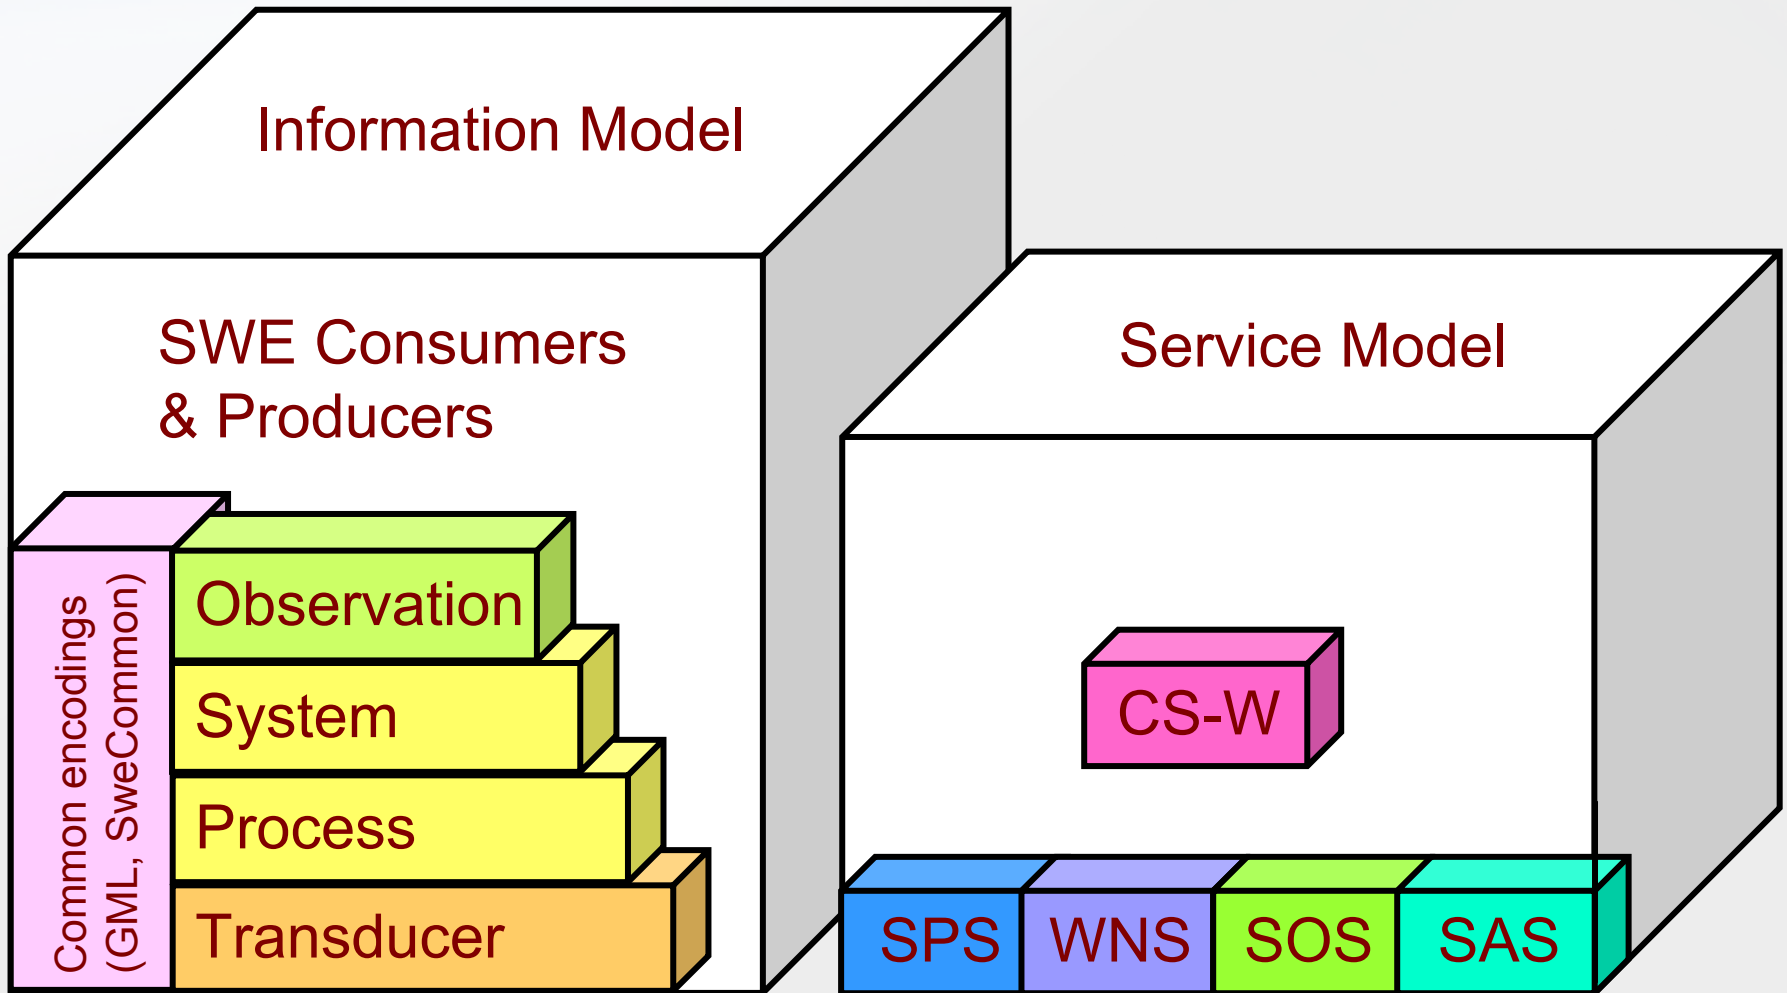 Information Model
SWE Consumers
& Producers
Common encodings
(GML, SweCommon)
Observation
System
Process
Transducer
Service Model
CS-W
SPS
WNS
SOS
SAS